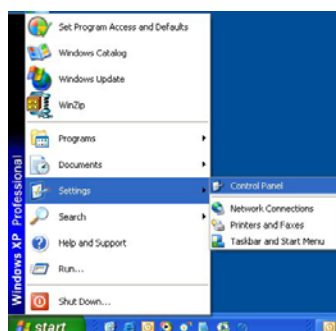 Set Program Access and Defaults
Windows Catalog
Windows Update
WinZip
Programs
Documents
Settings
Control Panel
Network Connections
Printers and Faxes
Taskbar and Start Menu
Search
Help and Support
Run...
Shut Down...
Windows XP Professional
start